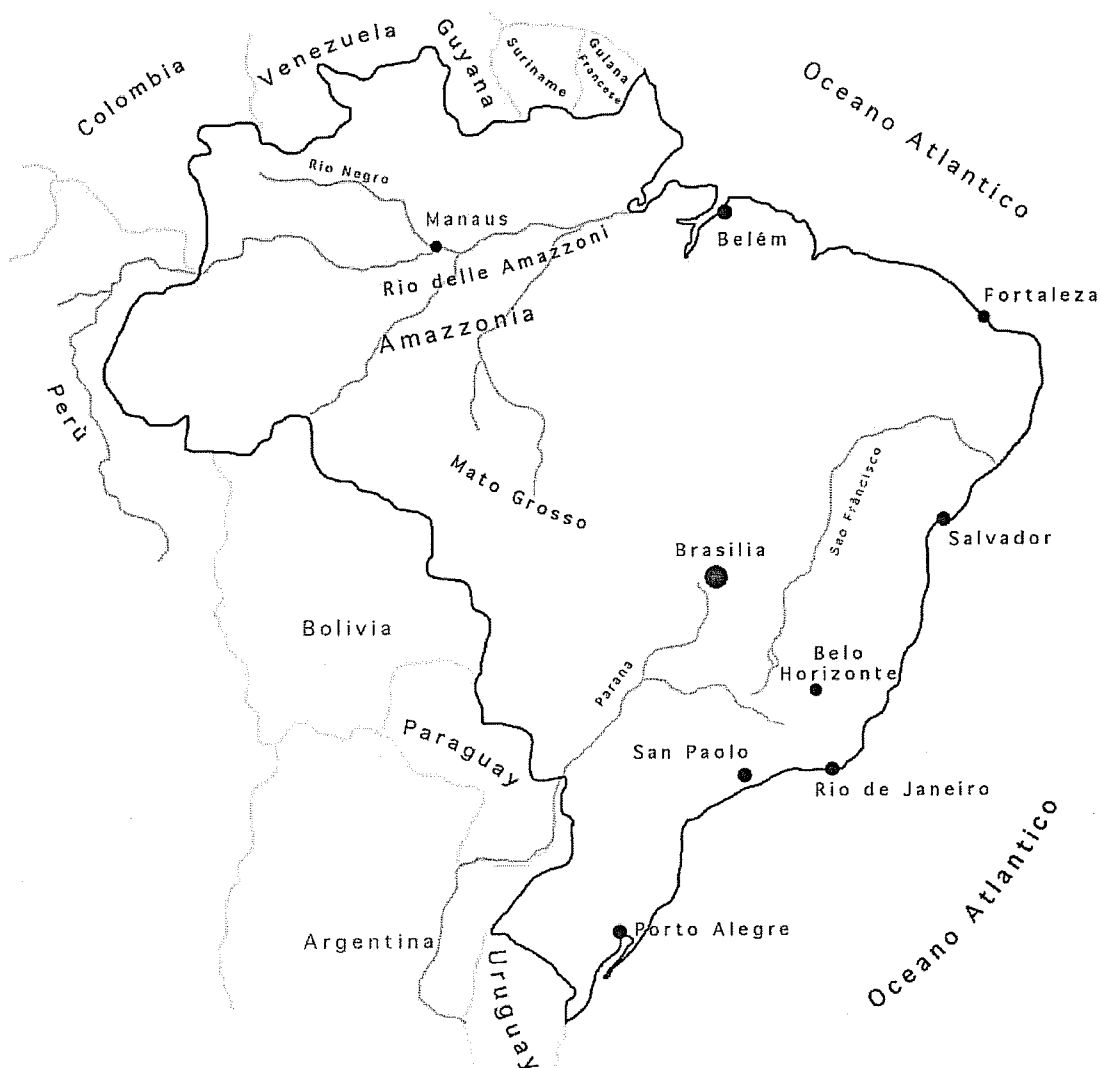 Colombia
Venezuela
Guyana
Suriname
Guiana
Francese
Oceano Atlantico
Rio Negro
Manaus
Belém
Rio delle Amazzoni
Fortaleza
Amazzonia
Perù
Mato Grosso
Sao Frâncisco
Salvador
Brasilia
Bolivia
Belo
Horizonte
Parana
Paraguay
San Paolo
Rio de Janeiro
Oceano Atlantico
Porto Alegre
Argentina
Uruguay